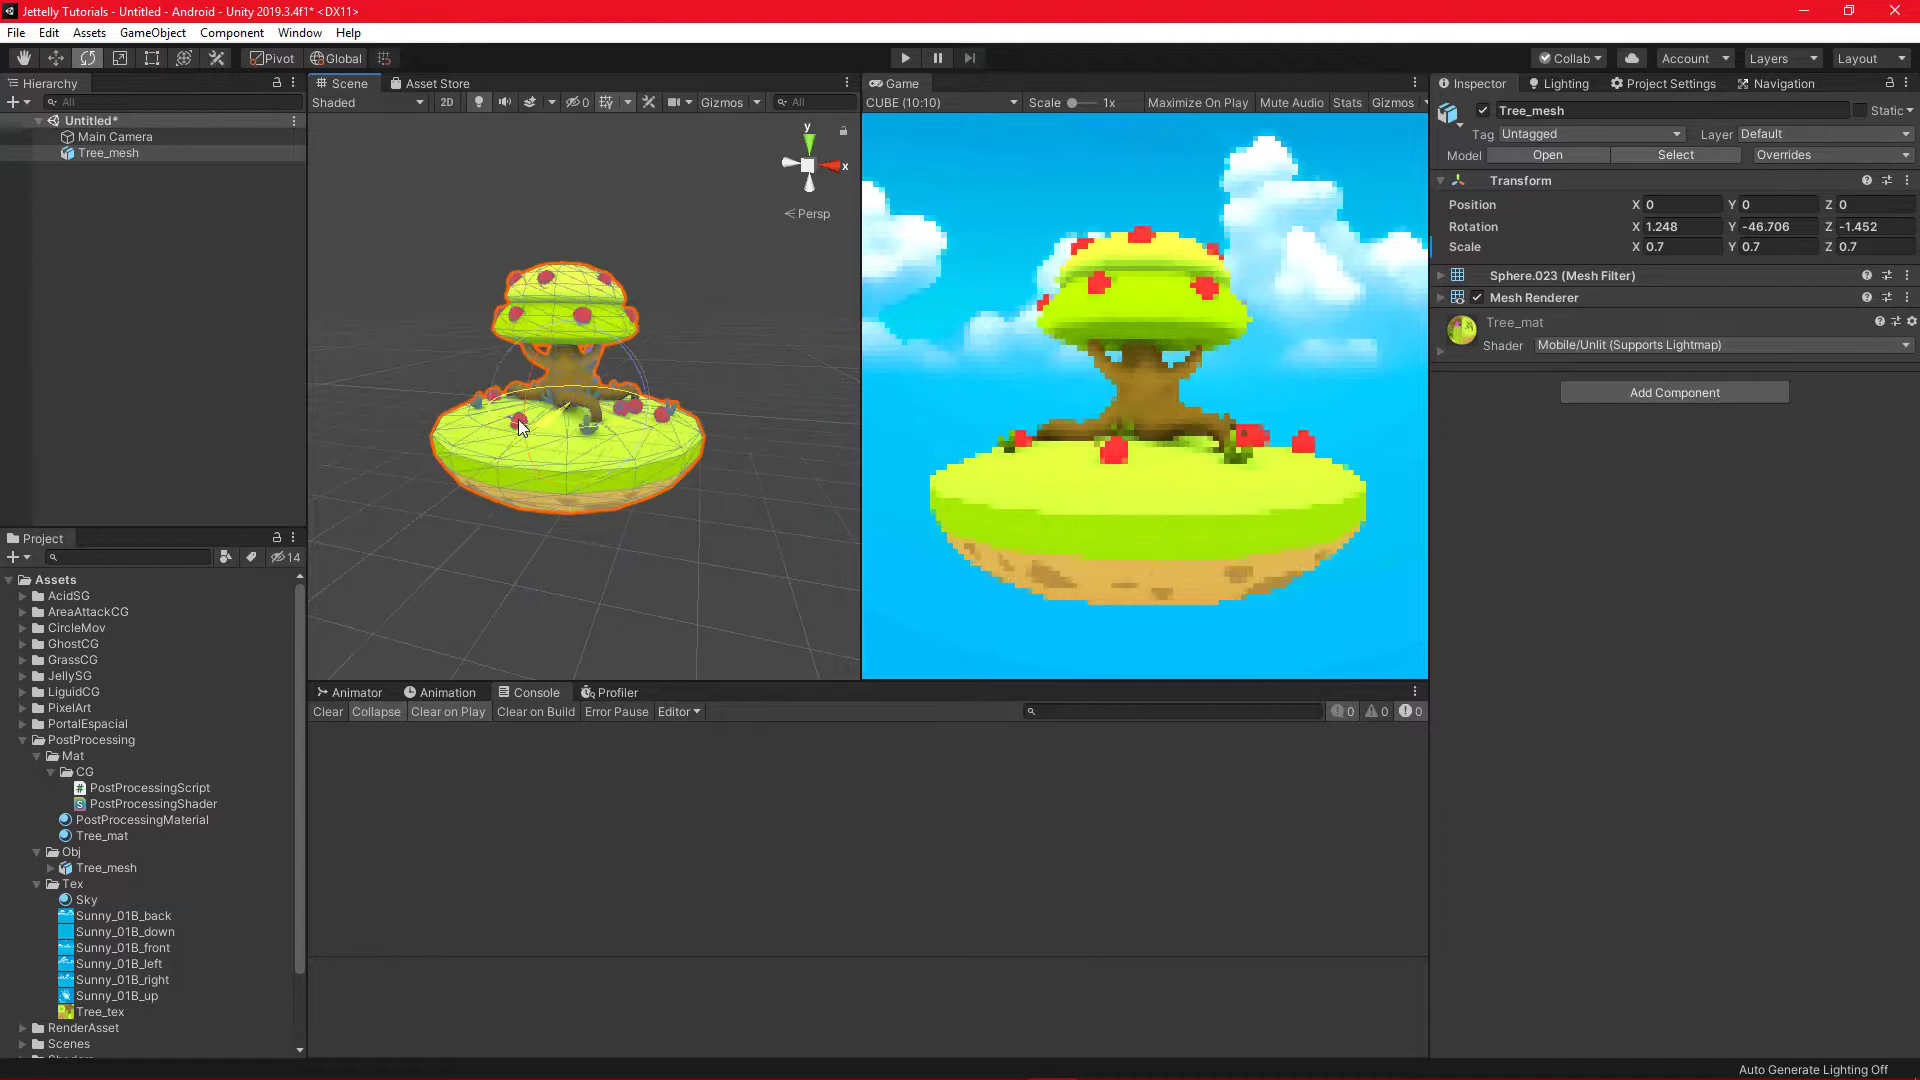 Jettelly Tutorials - Untitled - Android - Unity 2019.3.4f1* <DX11>
File Edit Assets GameObject Component Window Help
Pivot Global Collab Account Layers Layout
Hierarchy Scene Asset Store Game Inspector Lighting Project Settings Navigation
All Shaded 2D 0 Gizmos All CUBE (10:10) Scale 1x Maximize On Play Mute Audio Stats Gizmos
Tree_mesh Static
Untitled*
Main Camera
Tree_mesh
Tag Untagged Layer Default
Model Open Select Overrides
y
x
Persp
Transform
Position X 0 Y 0 Z 0
Rotation X 1.248 Y -46.706 Z -1.452
Scale X 0.7 Y 0.7 Z 0.7
Sphere.023 (Mesh Filter)
Mesh Renderer
Tree_mat
Shader Mobile/Unlit (Supports Lightmap)
Add Component
Project
14
Assets
AcidSG
AreaAttackCG
CircleMov
GhostCG
GrassCG
JellySG
LiguidCG
PixelArt
PortalEspacial
PostProcessing
Mat
CG
PostProcessingScript
PostProcessingShader
PostProcessingMaterial
Tree_mat
Obj
Tree_mesh
Tex
Sky
Sunny_01B_back
Sunny_01B_down
Sunny_01B_front
Sunny_01B_left
Sunny_01B_right
Sunny_01B_up
Tree_tex
RenderAsset
Scenes
Animator Animation Console Profiler
Clear Collapse Clear on Play Clear on Build Error Pause Editor 0 0 0
Auto Generate Lighting Off